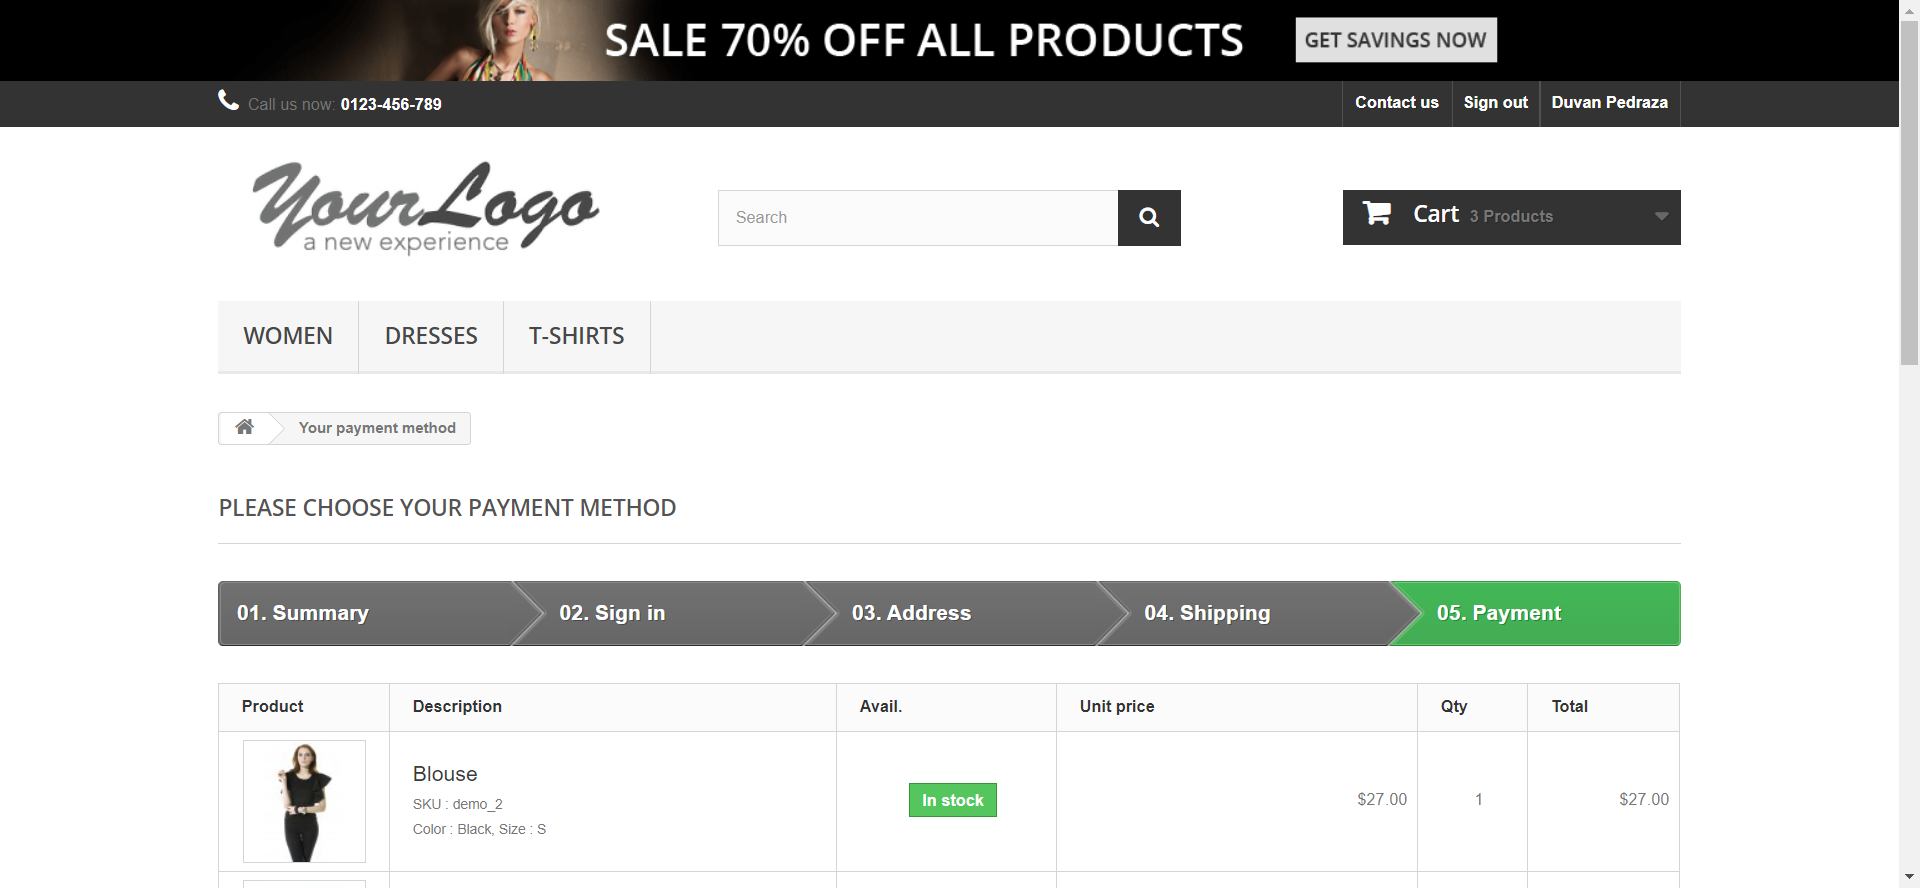 SALE 70% OFF ALL PRODUCTS GET SAVINGS NOW
Call us now: 0123-456-789 Contact us Sign out Duvan Pedraza
Your Logo
a new experience
Search
Cart 3 Products
WOMEN DRESSES T-SHIRTS
Your payment method
PLEASE CHOOSE YOUR PAYMENT METHOD
01. Summary 02. Sign in 03. Address 04. Shipping 05. Payment
Product Description Avail. Unit price Qty Total
Blouse
SKU : demo_2
Color : Black, Size : S
In stock $27.00 1 $27.00